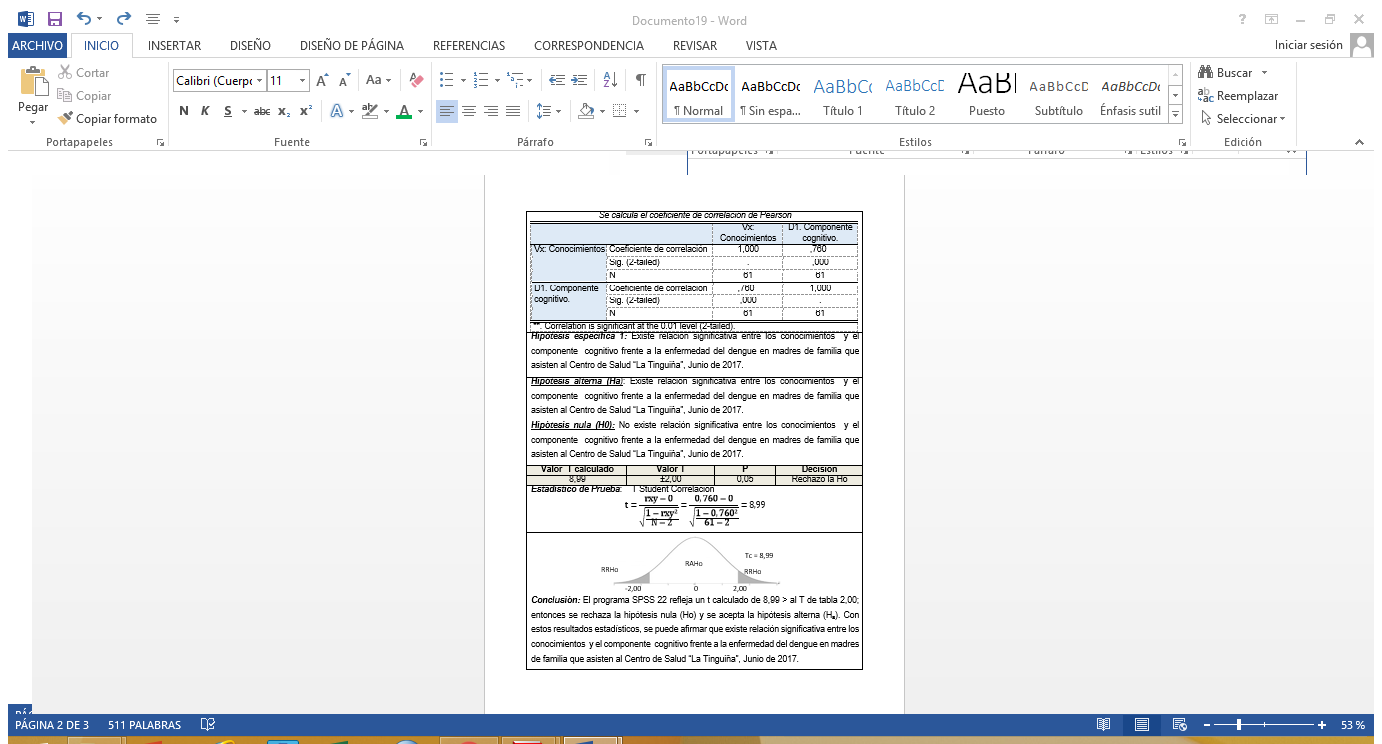 Documento19 - Word
ARCHIVO INICIO INSERTAR DISEÑO DISEÑO DE PÁGINA REFERENCIAS CORRESPONDENCIA REVISAR VISTA Iniciar sesión
Pegar
Cortar
Copiar
Copiar formato
Portapapeles
Calibri (Cuerpo 11
N K S abc x₂ x²
Fuente
Párrafo
AaBbCcDc AaBbCcDc AaBbCc AaBbCcD AaBl AaBbCcD AaBbCcDc
¶ Normal ¶ Sin espa... Título 1 Título 2 Puesto Subtítulo Énfasis sutil
Estilos
Buscar
Reemplazar
Seleccionar
Edición
Portapapeles Fuente Párrafo Estilos
Se calcula el coeficiente de correlación de Pearson
Vx: Conocimientos D1. Componente cognitivo.
Vx: Conocimientos Coeficiente de correlación 1,000 ,760
Sig. (2-tailed) . ,000
N 61 61
D1. Componente cognitivo. Coeficiente de correlación ,760 1,000
Sig. (2-tailed) ,000 .
N 61 61
**. Correlation is significant at the 0.01 level (2-tailed).
Hipótesis especifica 1: Existe relación significativa entre los conocimientos y el
componente cognitivo frente a la enfermedad del dengue en madres de familia que
asisten al Centro de Salud “La Tinguiña”, Junio de 2017.
Hipótesis alterna (Ha): Existe relación significativa entre los conocimientos y el
componente cognitivo frente a la enfermedad del dengue en madres de familia que
asisten al Centro de Salud “La Tinguiña”, Junio de 2017.
Hipótesis nula (H0): No existe relación significativa entre los conocimientos y el
componente cognitivo frente a la enfermedad del dengue en madres de familia que
asisten al Centro de Salud “La Tinguiña”, Junio de 2017.
Valor T calculado Valor T P Decisión
8,99 ±2,00 0,05 Rechazo la Ho
Estadístico de Prueba: T Student Correlación
t = (rxy − 0) / √((1 − rxy²) / (N − 2)) = (0,760 − 0) / √((1 − 0,760²) / (61 − 2)) = 8,99
Tc = 8,99
RRHo RAHo RRHo
-2,00 0 2,00
Conclusión: El programa SPSS 22 refleja un t calculado de 8,99 > al T de tabla 2,00;
entonces se rechaza la hipótesis nula (Ho) y se acepta la hipótesis alterna (Hₐ). Con
estos resultados estadísticos, se puede afirmar que existe relación significativa entre los
conocimientos y el componente cognitivo frente a la enfermedad del dengue en madres
de familia que asisten al Centro de Salud “La Tinguiña”, Junio de 2017.
PÁGINA 2 DE 3 511 PALABRAS 53 %